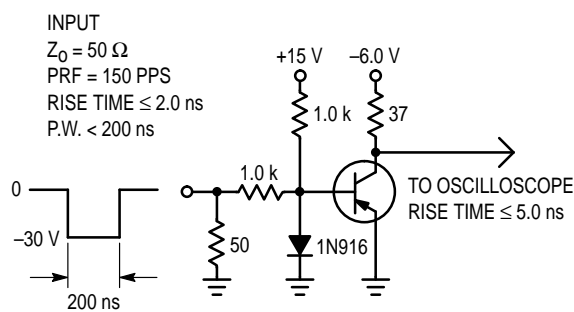 INPUT
Z₀ = 50 Ω
PRF = 150 PPS
RISE TIME ≤ 2.0 ns
P.W. < 200 ns
+15 V
–6.0 V
1.0 k
37
1.0 k
0
TO OSCILLOSCOPE
RISE TIME ≤ 5.0 ns
–30 V
50
1N916
200 ns